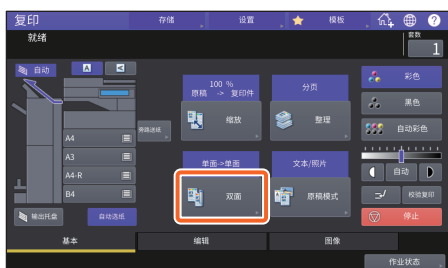 复印
存储
设置
模板
就绪
套数
1
自动
A
100 %
原稿 -> 复印件
分页
彩色
黑色
旁路送纸
缩放
整理
自动彩色
A4
A3
单面->单面
文本/照片
自动
A4-R
B4
双面
原稿模式
校验复印
输出托盘
自动选纸
停止
基本
编辑
图像
作业状态